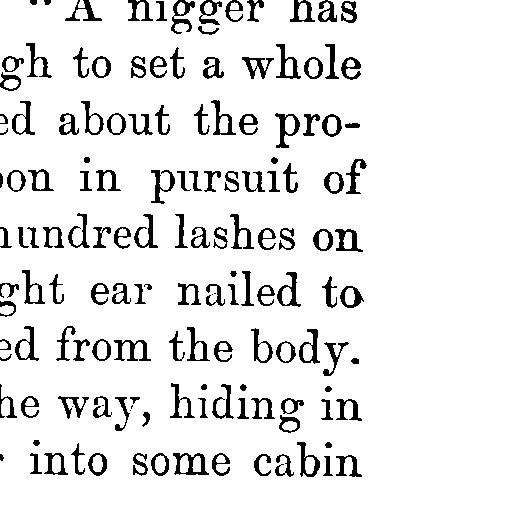 "A nigger has
gh to set a whole
ed about the pro-
oon in pursuit of
hundred lashes on
ght ear nailed to
ed from the body.
he way, hiding in
into some cabin